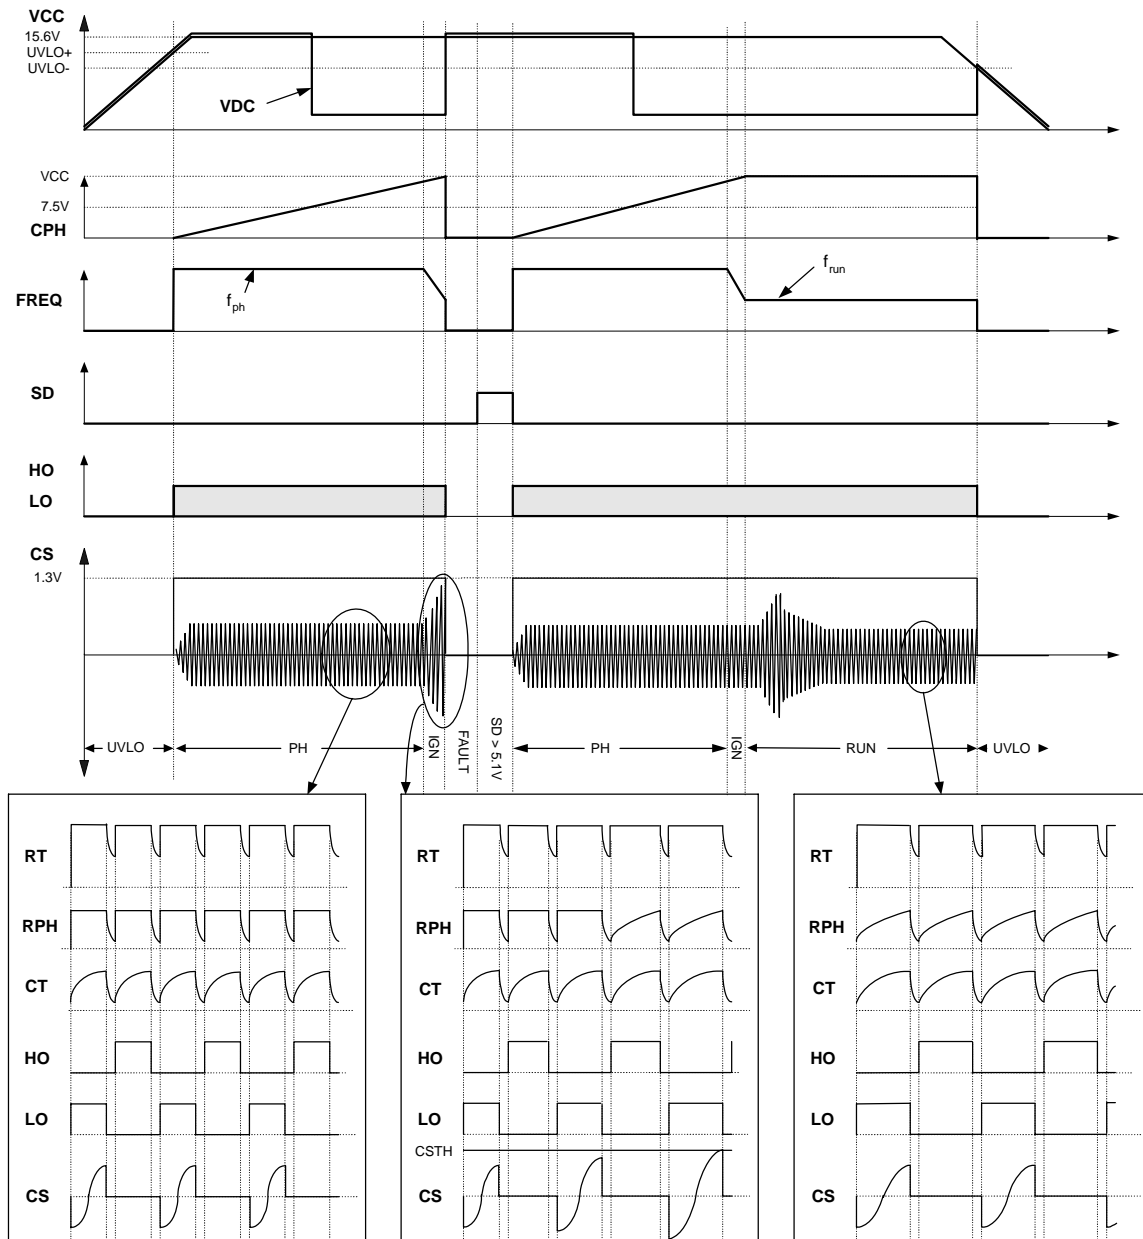 VCC
15.6V
UVLO+
UVLO-
VDC
VCC
7.5V
CPH
FREQ
f_ph
f_run
SD
HO
LO
CS
1.3V
UVLO
PH
IGN
FAULT
SD > 5.1V
PH
IGN
RUN
UVLO
RT
RPH
CT
HO
LO
CS
RT
RPH
CT
HO
LO
CSTH
CS
RT
RPH
CT
HO
LO
CS